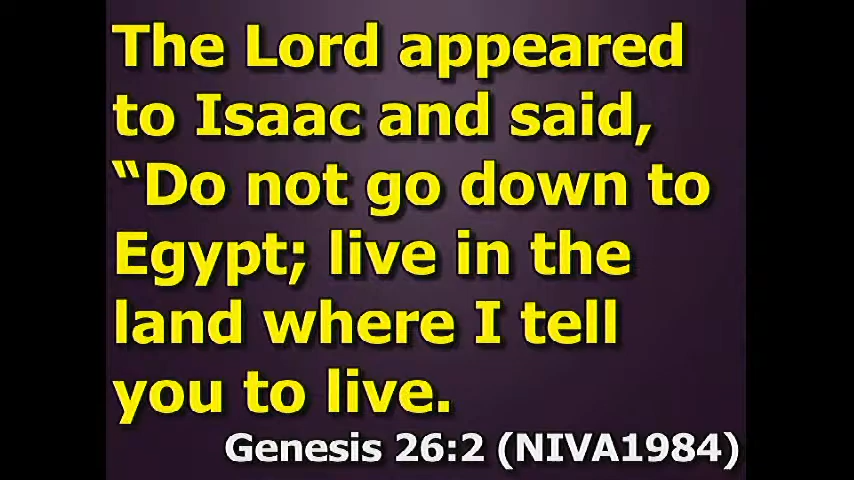 The Lord appeared
to Isaac and said,
“Do not go down to
Egypt; live in the
land where I tell
you to live.
Genesis 26:2 (NIVA1984)